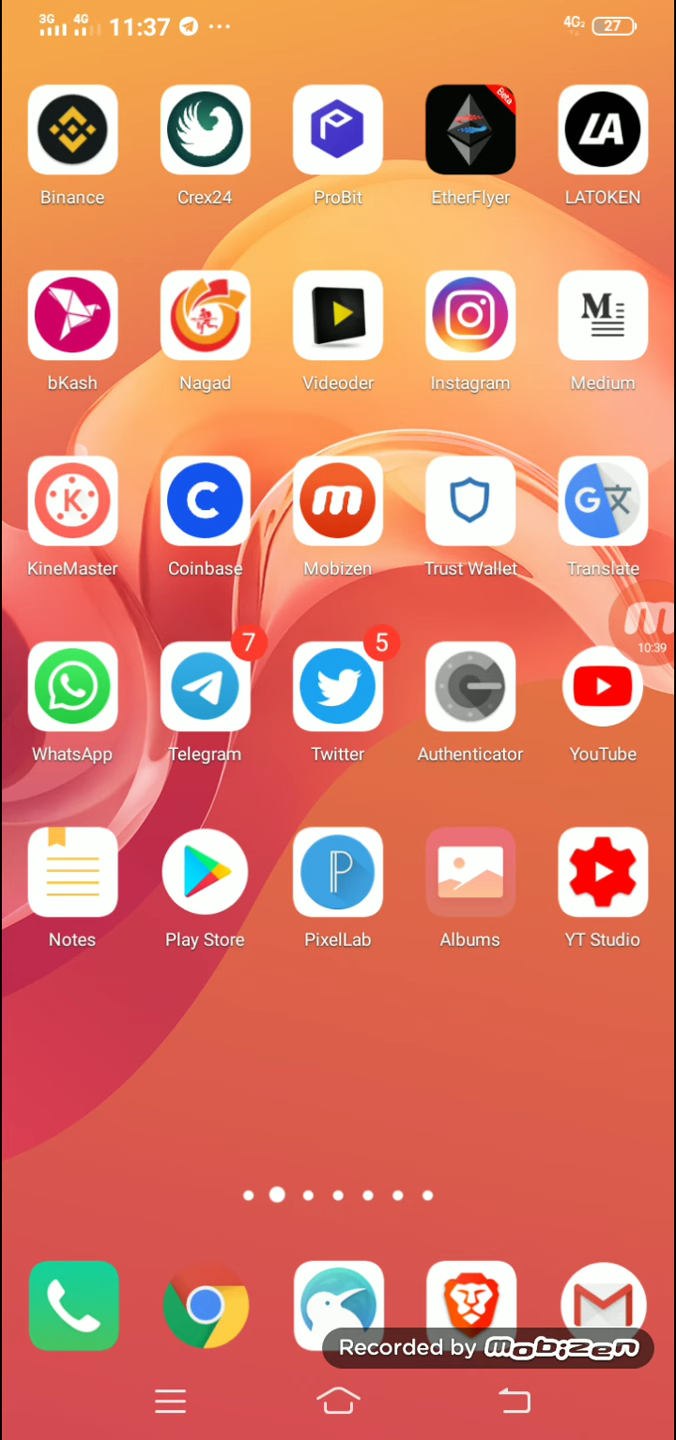 3G 4G 11:37 ... 4G2 27
Beta
Binance Crex24 ProBit EtherFlyer LATOKEN
bKash Nagad Videoder Instagram Medium
KineMaster Coinbase Mobizen Trust Wallet Translate
10:39
7 5
WhatsApp Telegram Twitter Authenticator YouTube
Notes Play Store PixelLab Albums YT Studio
Recorded by mobizen